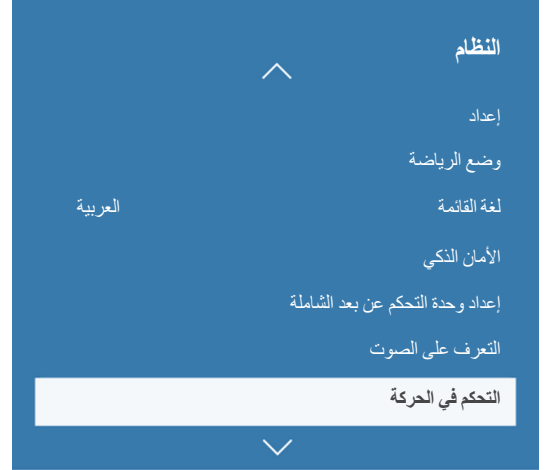 النظام
إعداد
وضع الرياضة
لغة القائمة العربية
الأمان الذكي
إعداد وحدة التحكم عن بعد الشاملة
التعرف على الصوت
التحكم في الحركة